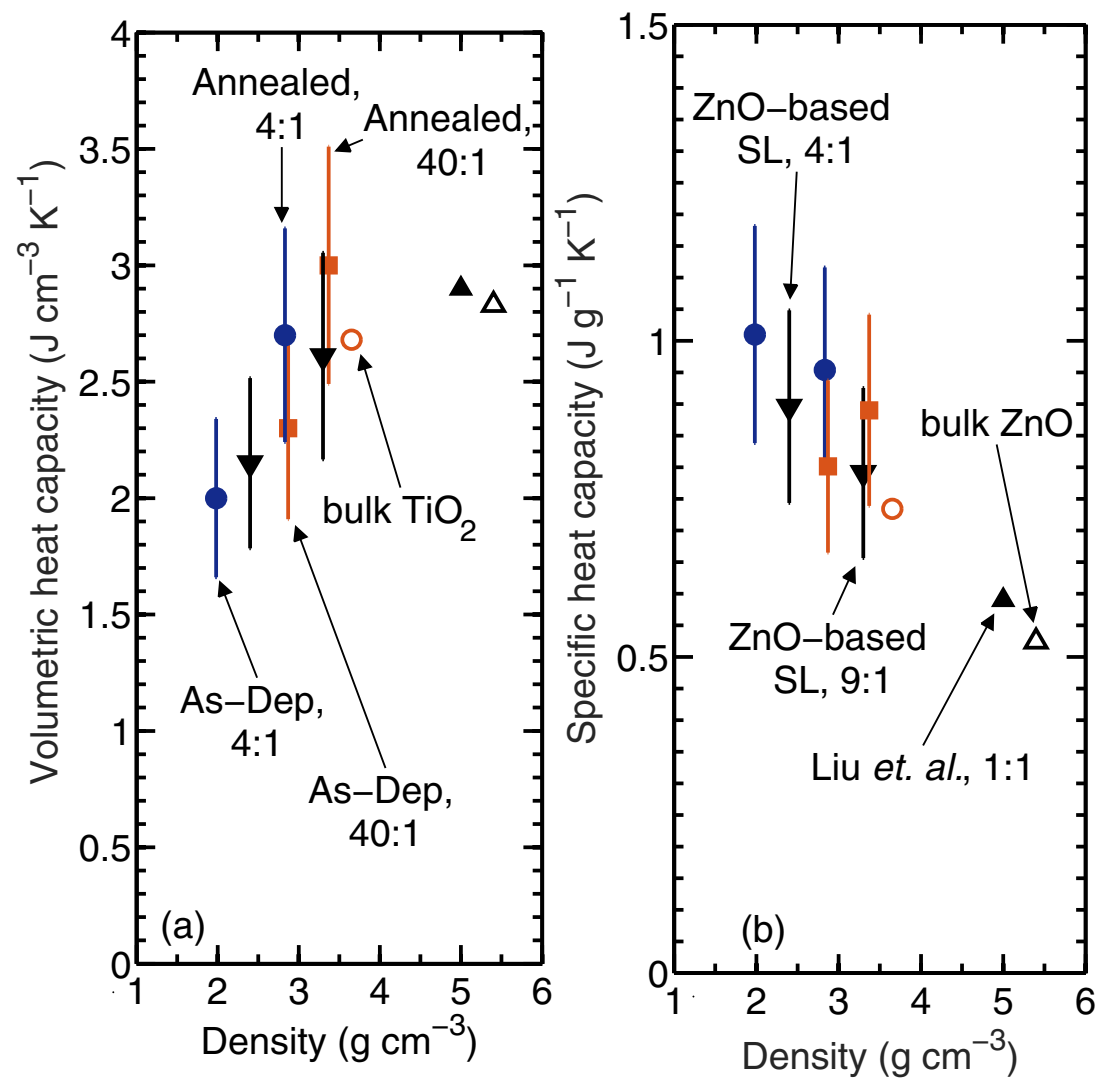 4
3.5
3
2.5
2
1.5
1
0.5
0
Volumetric heat capacity (J cm⁻³ K⁻¹)
Annealed,
4:1
Annealed,
40:1
bulk TiO₂
As−Dep,
4:1
As−Dep,
40:1
(a)
1 2 3 4 5 6
Density (g cm⁻³)
1.5
1
0.5
0
Specific heat capacity (J g⁻¹ K⁻¹)
ZnO−based
SL, 4:1
bulk ZnO
ZnO−based
SL, 9:1
Liu et. al., 1:1
(b)
1 2 3 4 5 6
Density (g cm⁻³)